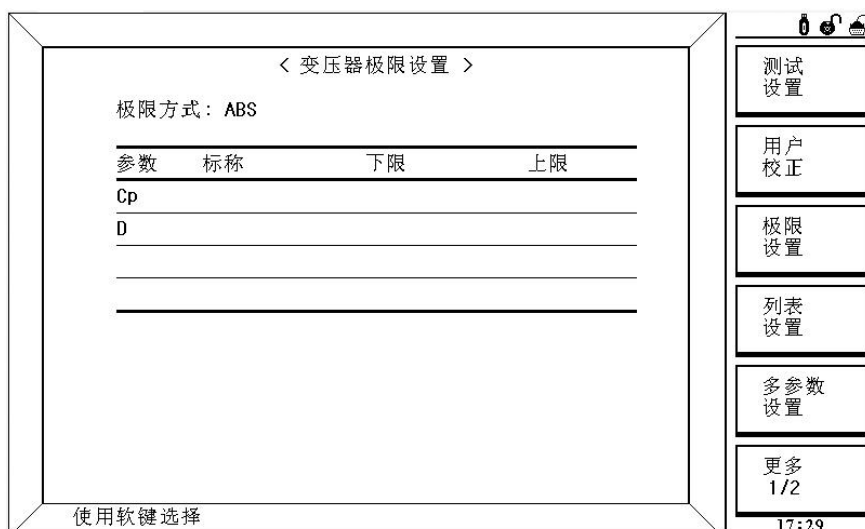 < 变压器极限设置 >
极限方式: ABS
参数 标称 下限 上限
Cp
D
使用软键选择
测试
设置
用户
校正
极限
设置
列表
设置
多参数
设置
更多
1/2
17:29